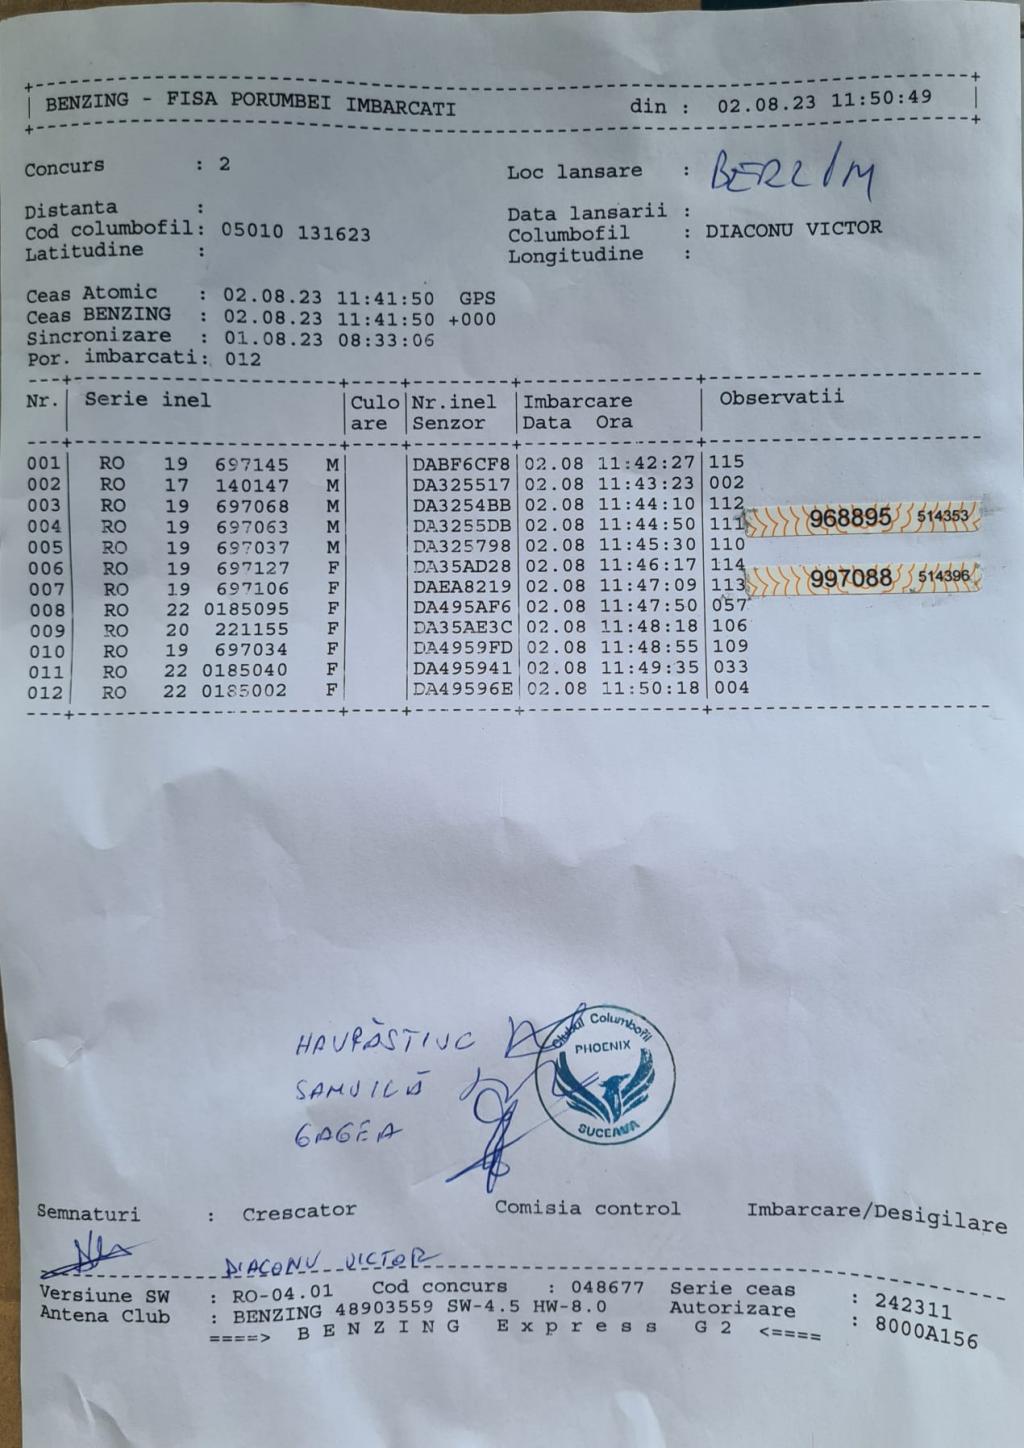 BENZING - FISA PORUMBEI IMBARCATI din : 02.08.23 11:50:49
Concurs : 2 Loc lansare : BERLIM
Distanta : Data lansarii :
Cod columbofil: 05010 131623 Columbofil : DIACONU VICTOR
Latitudine : Longitudine :
Ceas Atomic : 02.08.23 11:41:50 GPS
Ceas BENZING : 02.08.23 11:41:50 +000
Sincronizare : 01.08.23 08:33:06
Por. imbarcati: 012
Nr. Serie inel Culo Nr.inel Imbarcare Observatii
are Senzor Data Ora
001 RO 19 697145 M DABF6CF8 02.08 11:42:27 115
002 RO 17 140147 M DA325517 02.08 11:43:23 002
003 RO 19 697068 M DA3254BB 02.08 11:44:10 112
004 RO 19 697063 M DA3255DB 02.08 11:44:50 111 968895 514353
005 RO 19 697037 M DA325798 02.08 11:45:30 110
006 RO 19 697127 F DA35AD28 02.08 11:46:17 114
007 RO 19 697106 F DAEA8219 02.08 11:47:09 113 997088 514396
008 RO 22 0185095 F DA495AF6 02.08 11:47:50 057
009 RO 20 221155 F DA35AE3C 02.08 11:48:18 106
010 RO 19 697034 F DA4959FD 02.08 11:48:55 109
011 RO 22 0185040 F DA495941 02.08 11:49:35 033
012 RO 22 0185002 F DA49596E 02.08 11:50:18 004
Clubul Columbofil
PHOENIX
SUCEAVA
SAMUILĂ
GAGEA
Semnaturi : Crescator Comisia control Imbarcare/Desigilare
DIACONU VICTOR
Versiune SW : RO-04.01 Cod concurs : 048677 Serie ceas : 242311
Antena Club : BENZING 48903559 SW-4.5 HW-8.0 Autorizare : 8000A156
====> B E N Z I N G E x p r e s s G 2 <====